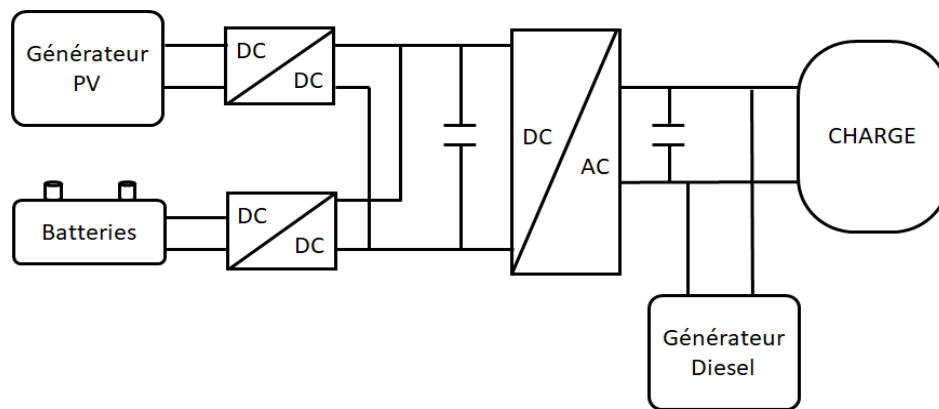 Générateur
PV
DC
DC
Batteries
DC
DC
DC
AC
CHARGE
Générateur
Diesel